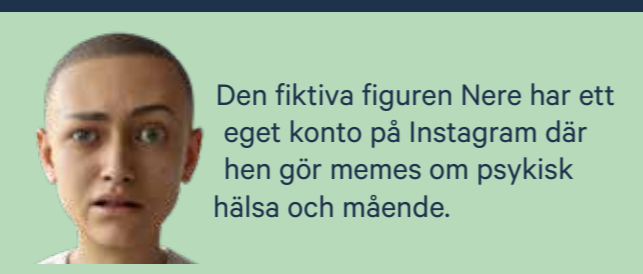 Den fiktiva figuren Nere har ett
eget konto på Instagram där
hen gör memes om psykisk
hälsa och mående.